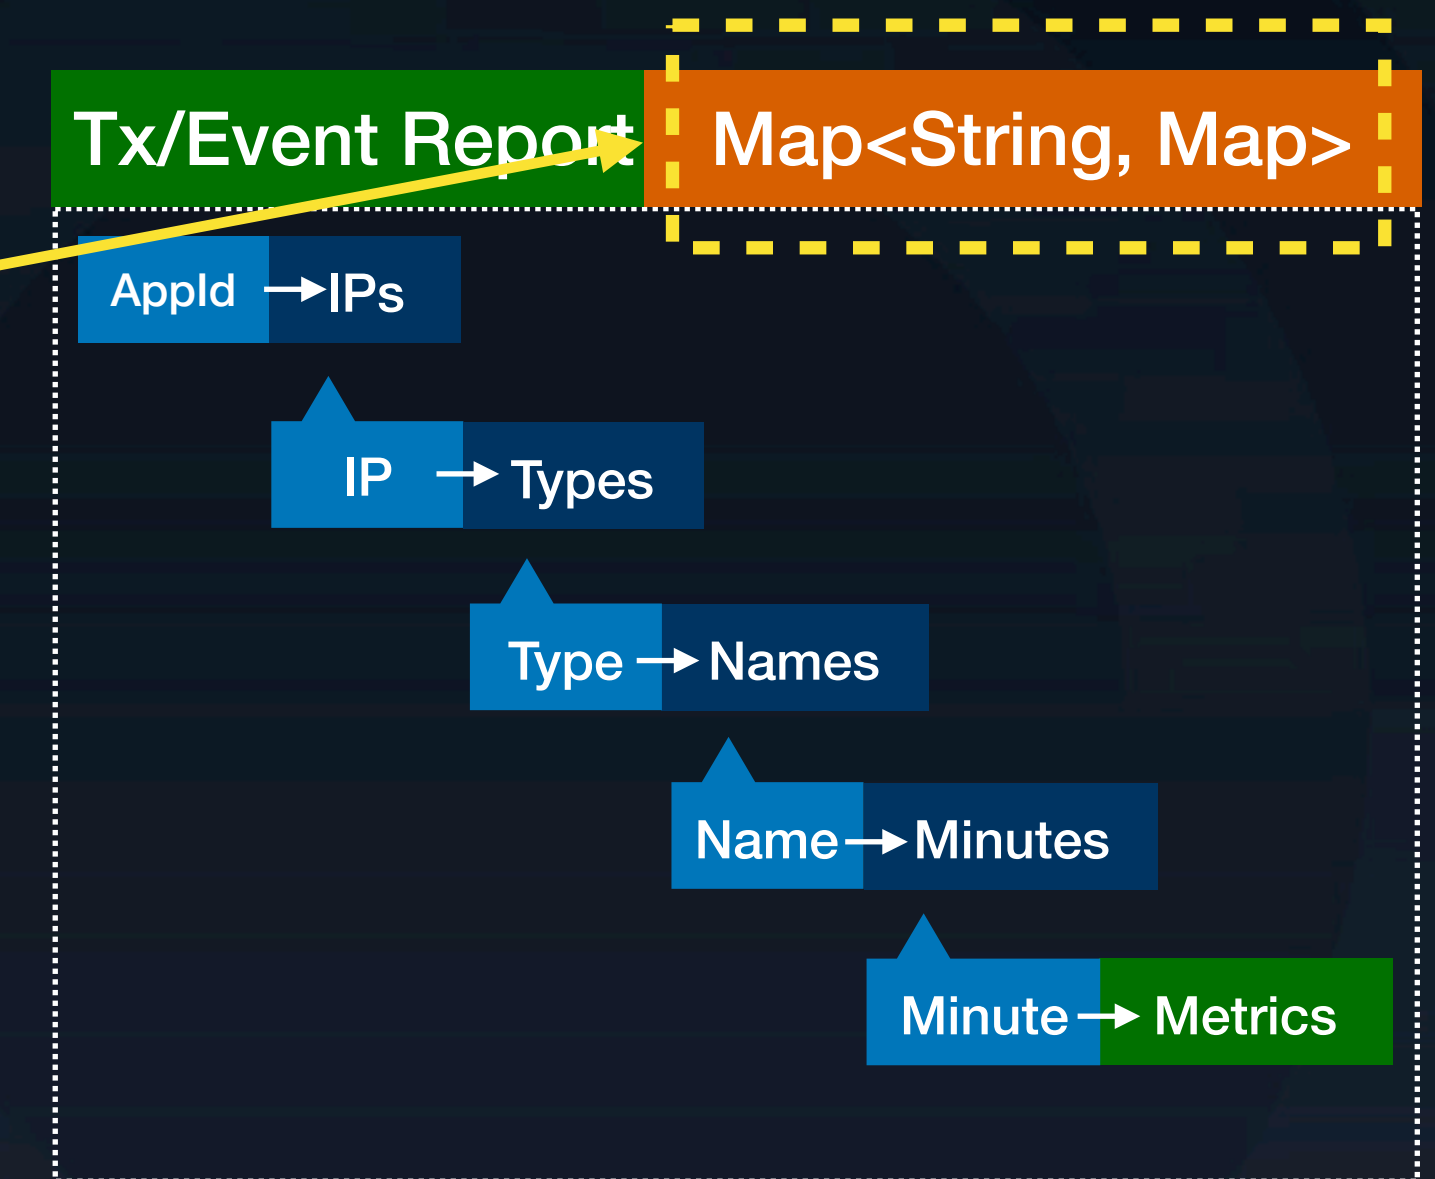 Tx/Event Report Map<String, Map>
AppId IPs
IP Types
Type Names
Name Minutes
Minute Metrics